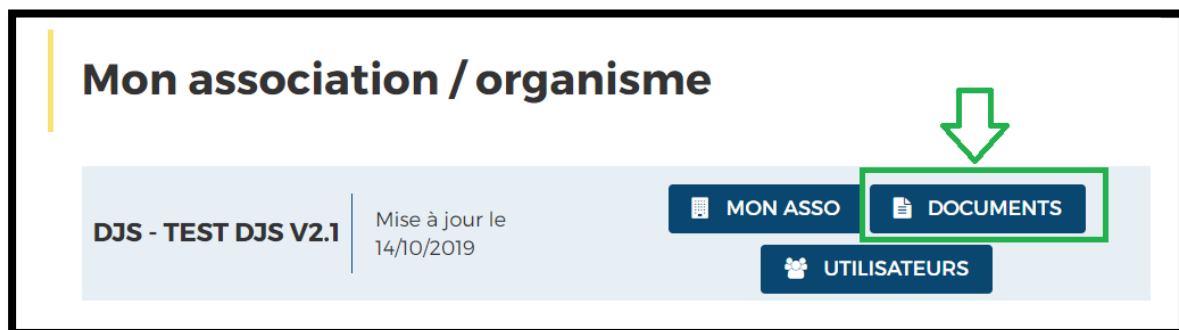 Mon association / organisme
DJS - TEST DJS V2.1
Mise à jour le
14/10/2019
MON ASSO
DOCUMENTS
UTILISATEURS